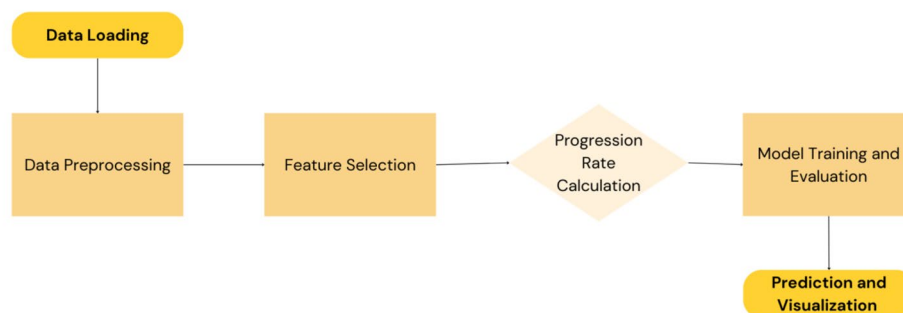 Data Loading
Data Preprocessing
Feature Selection
Progression
Rate
Calculation
Model Training and
Evaluation
Prediction and
Visualization